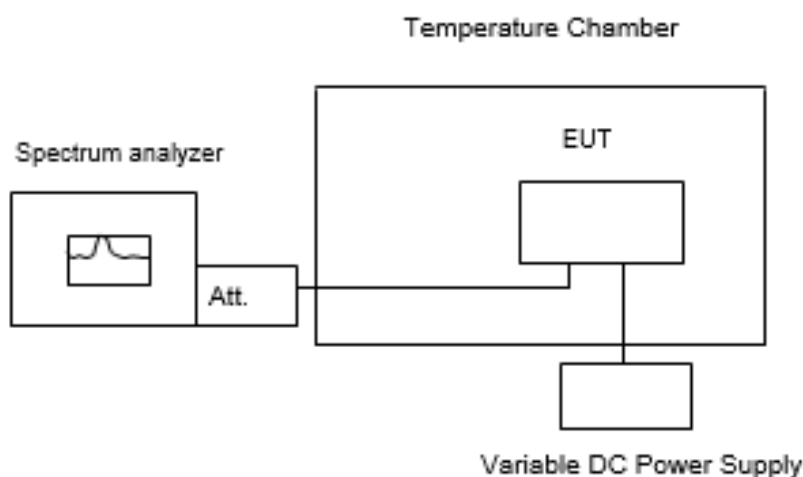 Temperature Chamber
EUT
Spectrum analyzer
Att.
Variable DC Power Supply